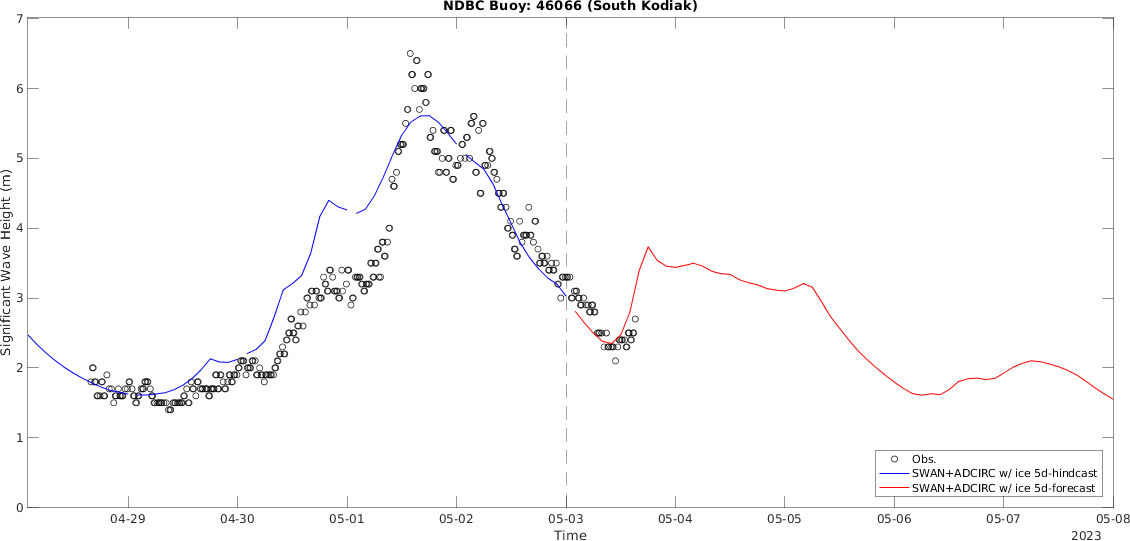 NDBC Buoy: 46066 (South Kodiak)
7
6
5
4
3
2
1
0
Significant Wave Height (m)
Obs.
SWAN+ADCIRC w/ ice 5d-hindcast
SWAN+ADCIRC w/ ice 5d-forecast
04-29 04-30 05-01 05-02 05-03 05-04 05-05 05-06 05-07 05-08
Time
2023